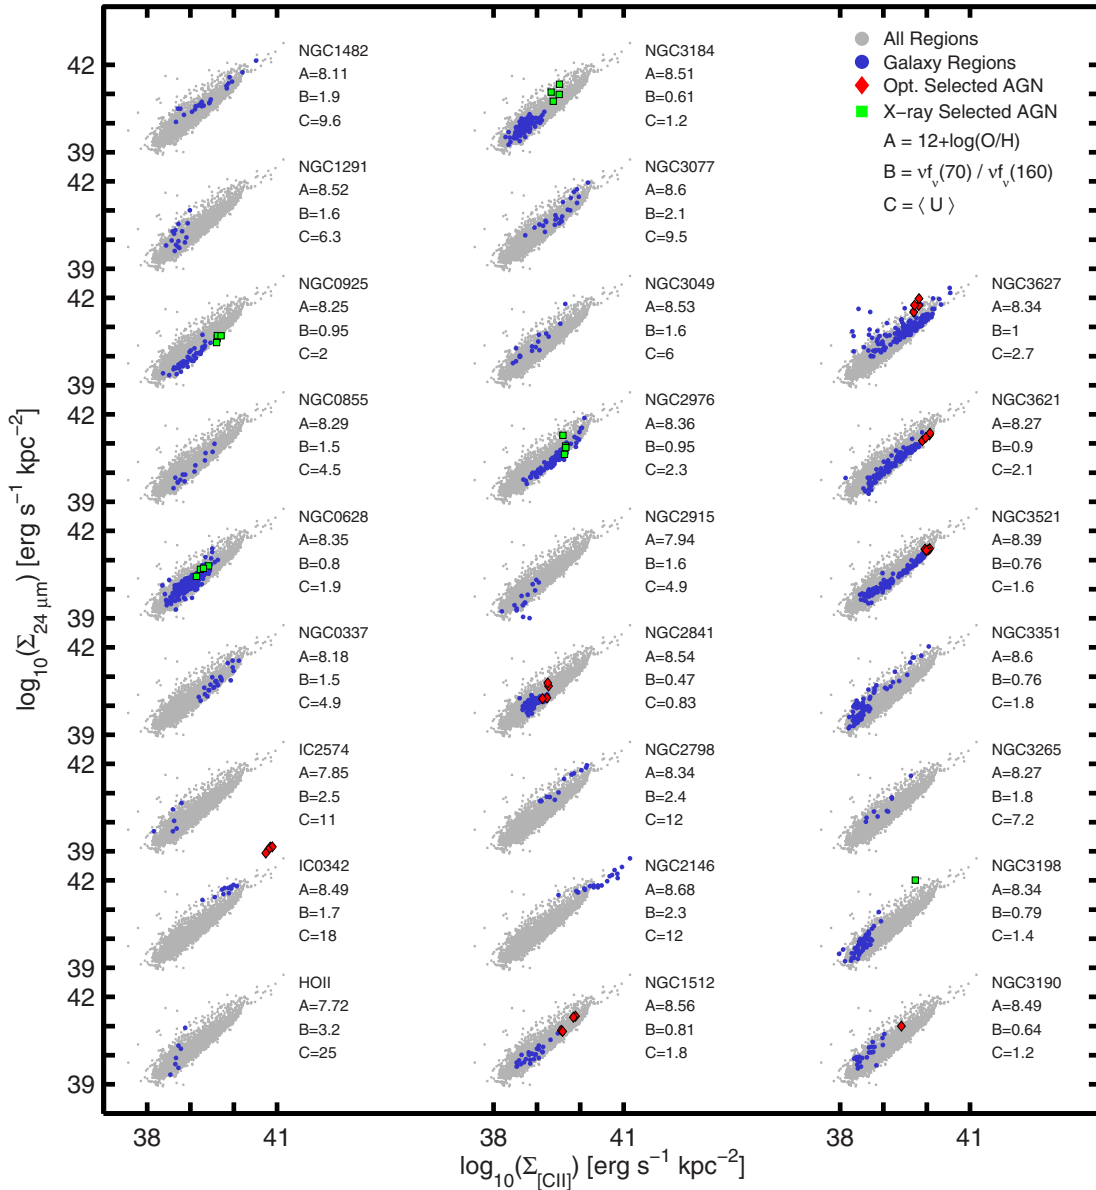 NGC1482
A=8.11
B=1.9
C=9.6
NGC1291
A=8.52
B=1.6
C=6.3
NGC0925
A=8.25
B=0.95
C=2
NGC0855
A=8.29
B=1.5
C=4.5
NGC0628
A=8.35
B=0.8
C=1.9
NGC0337
A=8.18
B=1.5
C=4.9
IC2574
A=7.85
B=2.5
C=11
IC0342
A=8.49
B=1.7
C=18
HOII
A=7.72
B=3.2
C=25
NGC3184
A=8.51
B=0.61
C=1.2
NGC3077
A=8.6
B=2.1
C=9.5
NGC3049
A=8.53
B=1.6
C=6
NGC2976
A=8.36
B=0.95
C=2.3
NGC2915
A=7.94
B=1.6
C=4.9
NGC2841
A=8.54
B=0.47
C=0.83
NGC2798
A=8.34
B=2.4
C=12
NGC2146
A=8.68
B=2.3
C=12
NGC1512
A=8.56
B=0.81
C=1.8
All Regions
Galaxy Regions
Opt. Selected AGN
X−ray Selected AGN
A = 12+log(O/H)
B = νf_ν(70) / νf_ν(160)
C = ⟨ U ⟩
NGC3627
A=8.34
B=1
C=2.7
NGC3621
A=8.27
B=0.9
C=2.1
NGC3521
A=8.39
B=0.76
C=1.6
NGC3351
A=8.6
B=0.76
C=1.8
NGC3265
A=8.27
B=1.8
C=7.2
NGC3198
A=8.34
B=0.79
C=1.4
NGC3190
A=8.49
B=0.64
C=1.2
42
39
42
39
42
39
42
39
42
39
42
39
42
39
42
39
42
39
38 41 38 41 38 41
log₁₀(Σ_[CII]) [erg s⁻¹ kpc⁻²]
log₁₀(Σ_24 μm) [erg s⁻¹ kpc⁻²]